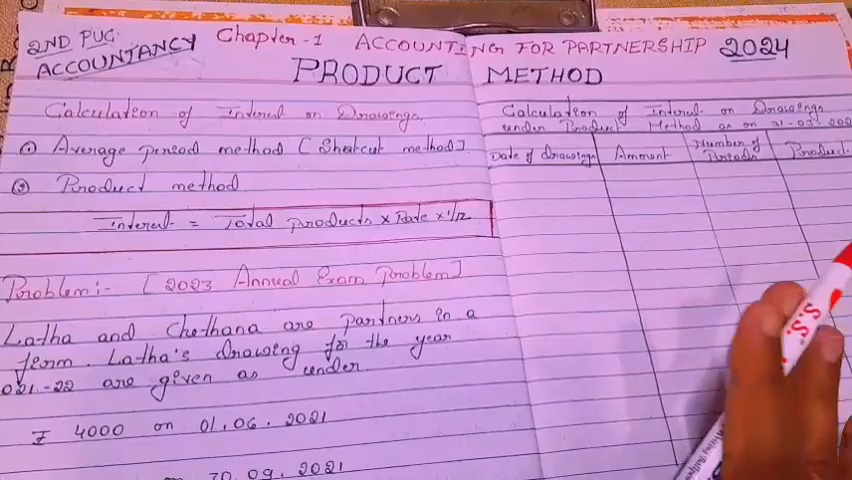 2ND PUC
ACCOUNTANCY
Chapter-1 ACCOUNTING FOR PARTNERSHIP 2024
PRODUCT METHOD
Calculation of Interest on Drawings
① Average period method [Shortcut method]
② Product method
Interest = Total Products × Rate × 1/12
Problem:- [2023 Annual Exam Problem]
Latha and Chethana are partners in a
firm. Latha's drawing for the year
021-22 are given as under
₹ 4000 on 01.06.2021
30.09.2021
Calculation of Interest on Drawings
under Product Method as on 31-03-
Date of drawings Amount Number of Periods Product
S.S